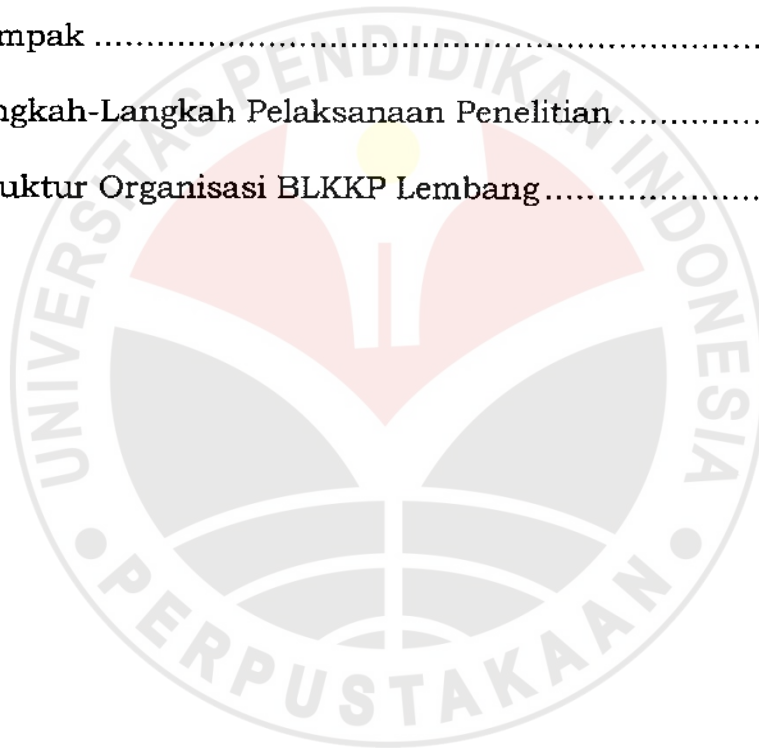 mpak ..........................................................
ngkah-Langkah Pelaksanaan Penelitian ..............
uktur Organisasi BLKKP Lembang .....................
UNIVERSITAS PENDIDIKAN INDONESIA
PERPUSTAKAAN